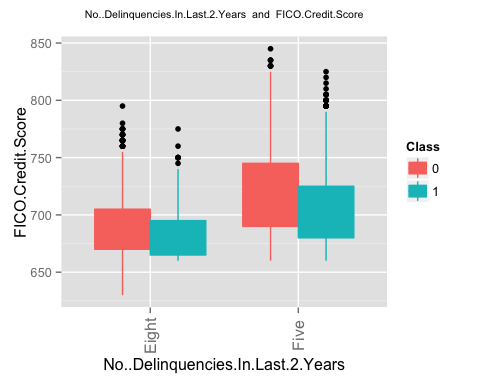 No..Delinquencies.In.Last.2.Years and FICO.Credit.Score
850
800
750
700
650
FICO.Credit.Score
Eight
Five
No..Delinquencies.In.Last.2.Years
Class
0
1